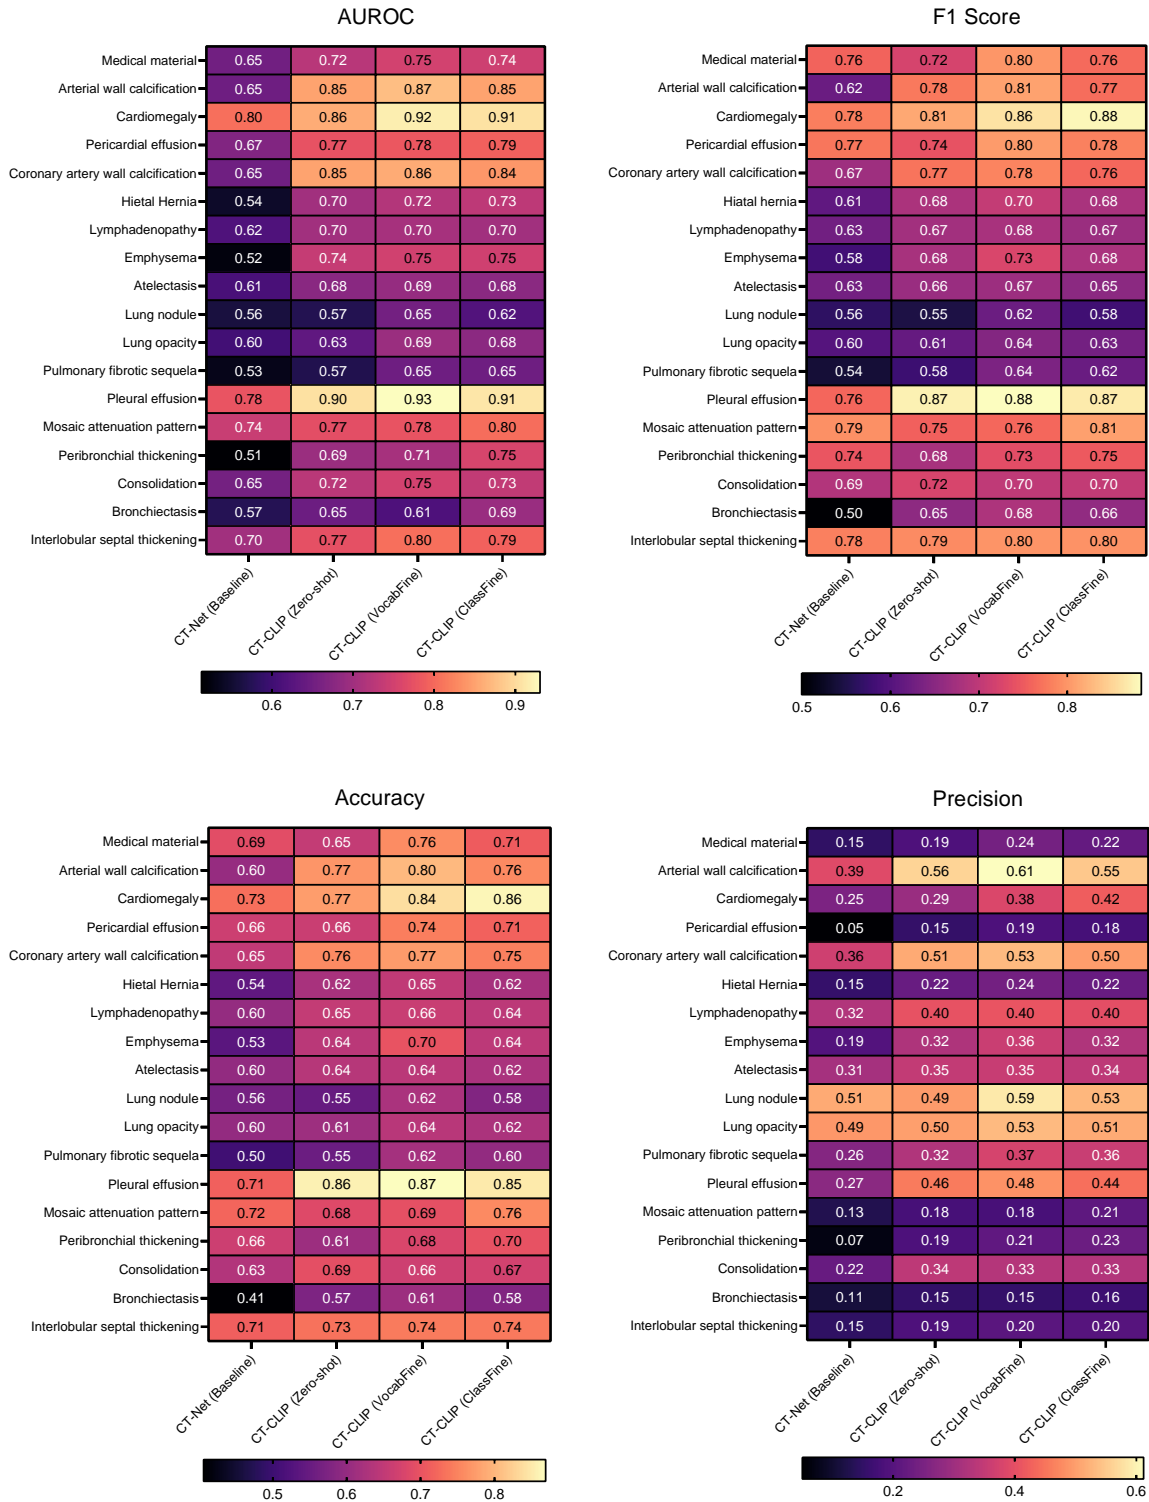 AUROC
Medical material 0.65 0.72 0.75 0.74
Arterial wall calcification 0.65 0.85 0.87 0.85
Cardiomegaly 0.80 0.86 0.92 0.91
Pericardial effusion 0.67 0.77 0.78 0.79
Coronary artery wall calcification 0.65 0.85 0.86 0.84
Hietal Hernia 0.54 0.70 0.72 0.73
Lymphadenopathy 0.62 0.70 0.70 0.70
Emphysema 0.52 0.74 0.75 0.75
Atelectasis 0.61 0.68 0.69 0.68
Lung nodule 0.56 0.57 0.65 0.62
Lung opacity 0.60 0.63 0.69 0.68
Pulmonary fibrotic sequela 0.53 0.57 0.65 0.65
Pleural effusion 0.78 0.90 0.93 0.91
Mosaic attenuation pattern 0.74 0.77 0.78 0.80
Peribronchial thickening 0.51 0.69 0.71 0.75
Consolidation 0.65 0.72 0.75 0.73
Bronchiectasis 0.57 0.65 0.61 0.69
Interlobular septal thickening 0.70 0.77 0.80 0.79
CT-Net (Baseline) CT-CLIP (Zero-shot) CT-CLIP (VocabFine) CT-CLIP (ClassFine)
0.6 0.7 0.8 0.9
F1 Score
Medical material 0.76 0.72 0.80 0.76
Arterial wall calcification 0.62 0.78 0.81 0.77
Cardiomegaly 0.78 0.81 0.86 0.88
Pericardial effusion 0.77 0.74 0.80 0.78
Coronary artery wall calcification 0.67 0.77 0.78 0.76
Hiatal hernia 0.61 0.68 0.70 0.68
Lymphadenopathy 0.63 0.67 0.68 0.67
Emphysema 0.58 0.68 0.73 0.68
Atelectasis 0.63 0.66 0.67 0.65
Lung nodule 0.56 0.55 0.62 0.58
Lung opacity 0.60 0.61 0.64 0.63
Pulmonary fibrotic sequela 0.54 0.58 0.64 0.62
Pleural effusion 0.76 0.87 0.88 0.87
Mosaic attenuation pattern 0.79 0.75 0.76 0.81
Peribronchial thickening 0.74 0.68 0.73 0.75
Consolidation 0.69 0.72 0.70 0.70
Bronchiectasis 0.50 0.65 0.68 0.66
Interlobular septal thickening 0.78 0.79 0.80 0.80
CT-Net (Baseline) CT-CLIP (Zero-shot) CT-CLIP (VocabFine) CT-CLIP (ClassFine)
0.5 0.6 0.7 0.8
Accuracy
Medical material 0.69 0.65 0.76 0.71
Arterial wall calcification 0.60 0.77 0.80 0.76
Cardiomegaly 0.73 0.77 0.84 0.86
Pericardial effusion 0.66 0.66 0.74 0.71
Coronary artery wall calcification 0.65 0.76 0.77 0.75
Hietal Hernia 0.54 0.62 0.65 0.62
Lymphadenopathy 0.60 0.65 0.66 0.64
Emphysema 0.53 0.64 0.70 0.64
Atelectasis 0.60 0.64 0.64 0.62
Lung nodule 0.56 0.55 0.62 0.58
Lung opacity 0.60 0.61 0.64 0.62
Pulmonary fibrotic sequela 0.50 0.55 0.62 0.60
Pleural effusion 0.71 0.86 0.87 0.85
Mosaic attenuation pattern 0.72 0.68 0.69 0.76
Peribronchial thickening 0.66 0.61 0.68 0.70
Consolidation 0.63 0.69 0.66 0.67
Bronchiectasis 0.41 0.57 0.61 0.58
Interlobular septal thickening 0.71 0.73 0.74 0.74
CT-Net (Baseline) CT-CLIP (Zero-shot) CT-CLIP (VocabFine) CT-CLIP (ClassFine)
0.5 0.6 0.7 0.8
Precision
Medical material 0.15 0.19 0.24 0.22
Arterial wall calcification 0.39 0.56 0.61 0.55
Cardiomegaly 0.25 0.29 0.38 0.42
Pericardial effusion 0.05 0.15 0.19 0.18
Coronary artery wall calcification 0.36 0.51 0.53 0.50
Hietal Hernia 0.15 0.22 0.24 0.22
Lymphadenopathy 0.32 0.40 0.40 0.40
Emphysema 0.19 0.32 0.36 0.32
Atelectasis 0.31 0.35 0.35 0.34
Lung nodule 0.51 0.49 0.59 0.53
Lung opacity 0.49 0.50 0.53 0.51
Pulmonary fibrotic sequela 0.26 0.32 0.37 0.36
Pleural effusion 0.27 0.46 0.48 0.44
Mosaic attenuation pattern 0.13 0.18 0.18 0.21
Peribronchial thickening 0.07 0.19 0.21 0.23
Consolidation 0.22 0.34 0.33 0.33
Bronchiectasis 0.11 0.15 0.15 0.16
Interlobular septal thickening 0.15 0.19 0.20 0.20
CT-Net (Baseline) CT-CLIP (Zero-shot) CT-CLIP (VocabFine) CT-CLIP (ClassFine)
0.2 0.4 0.6